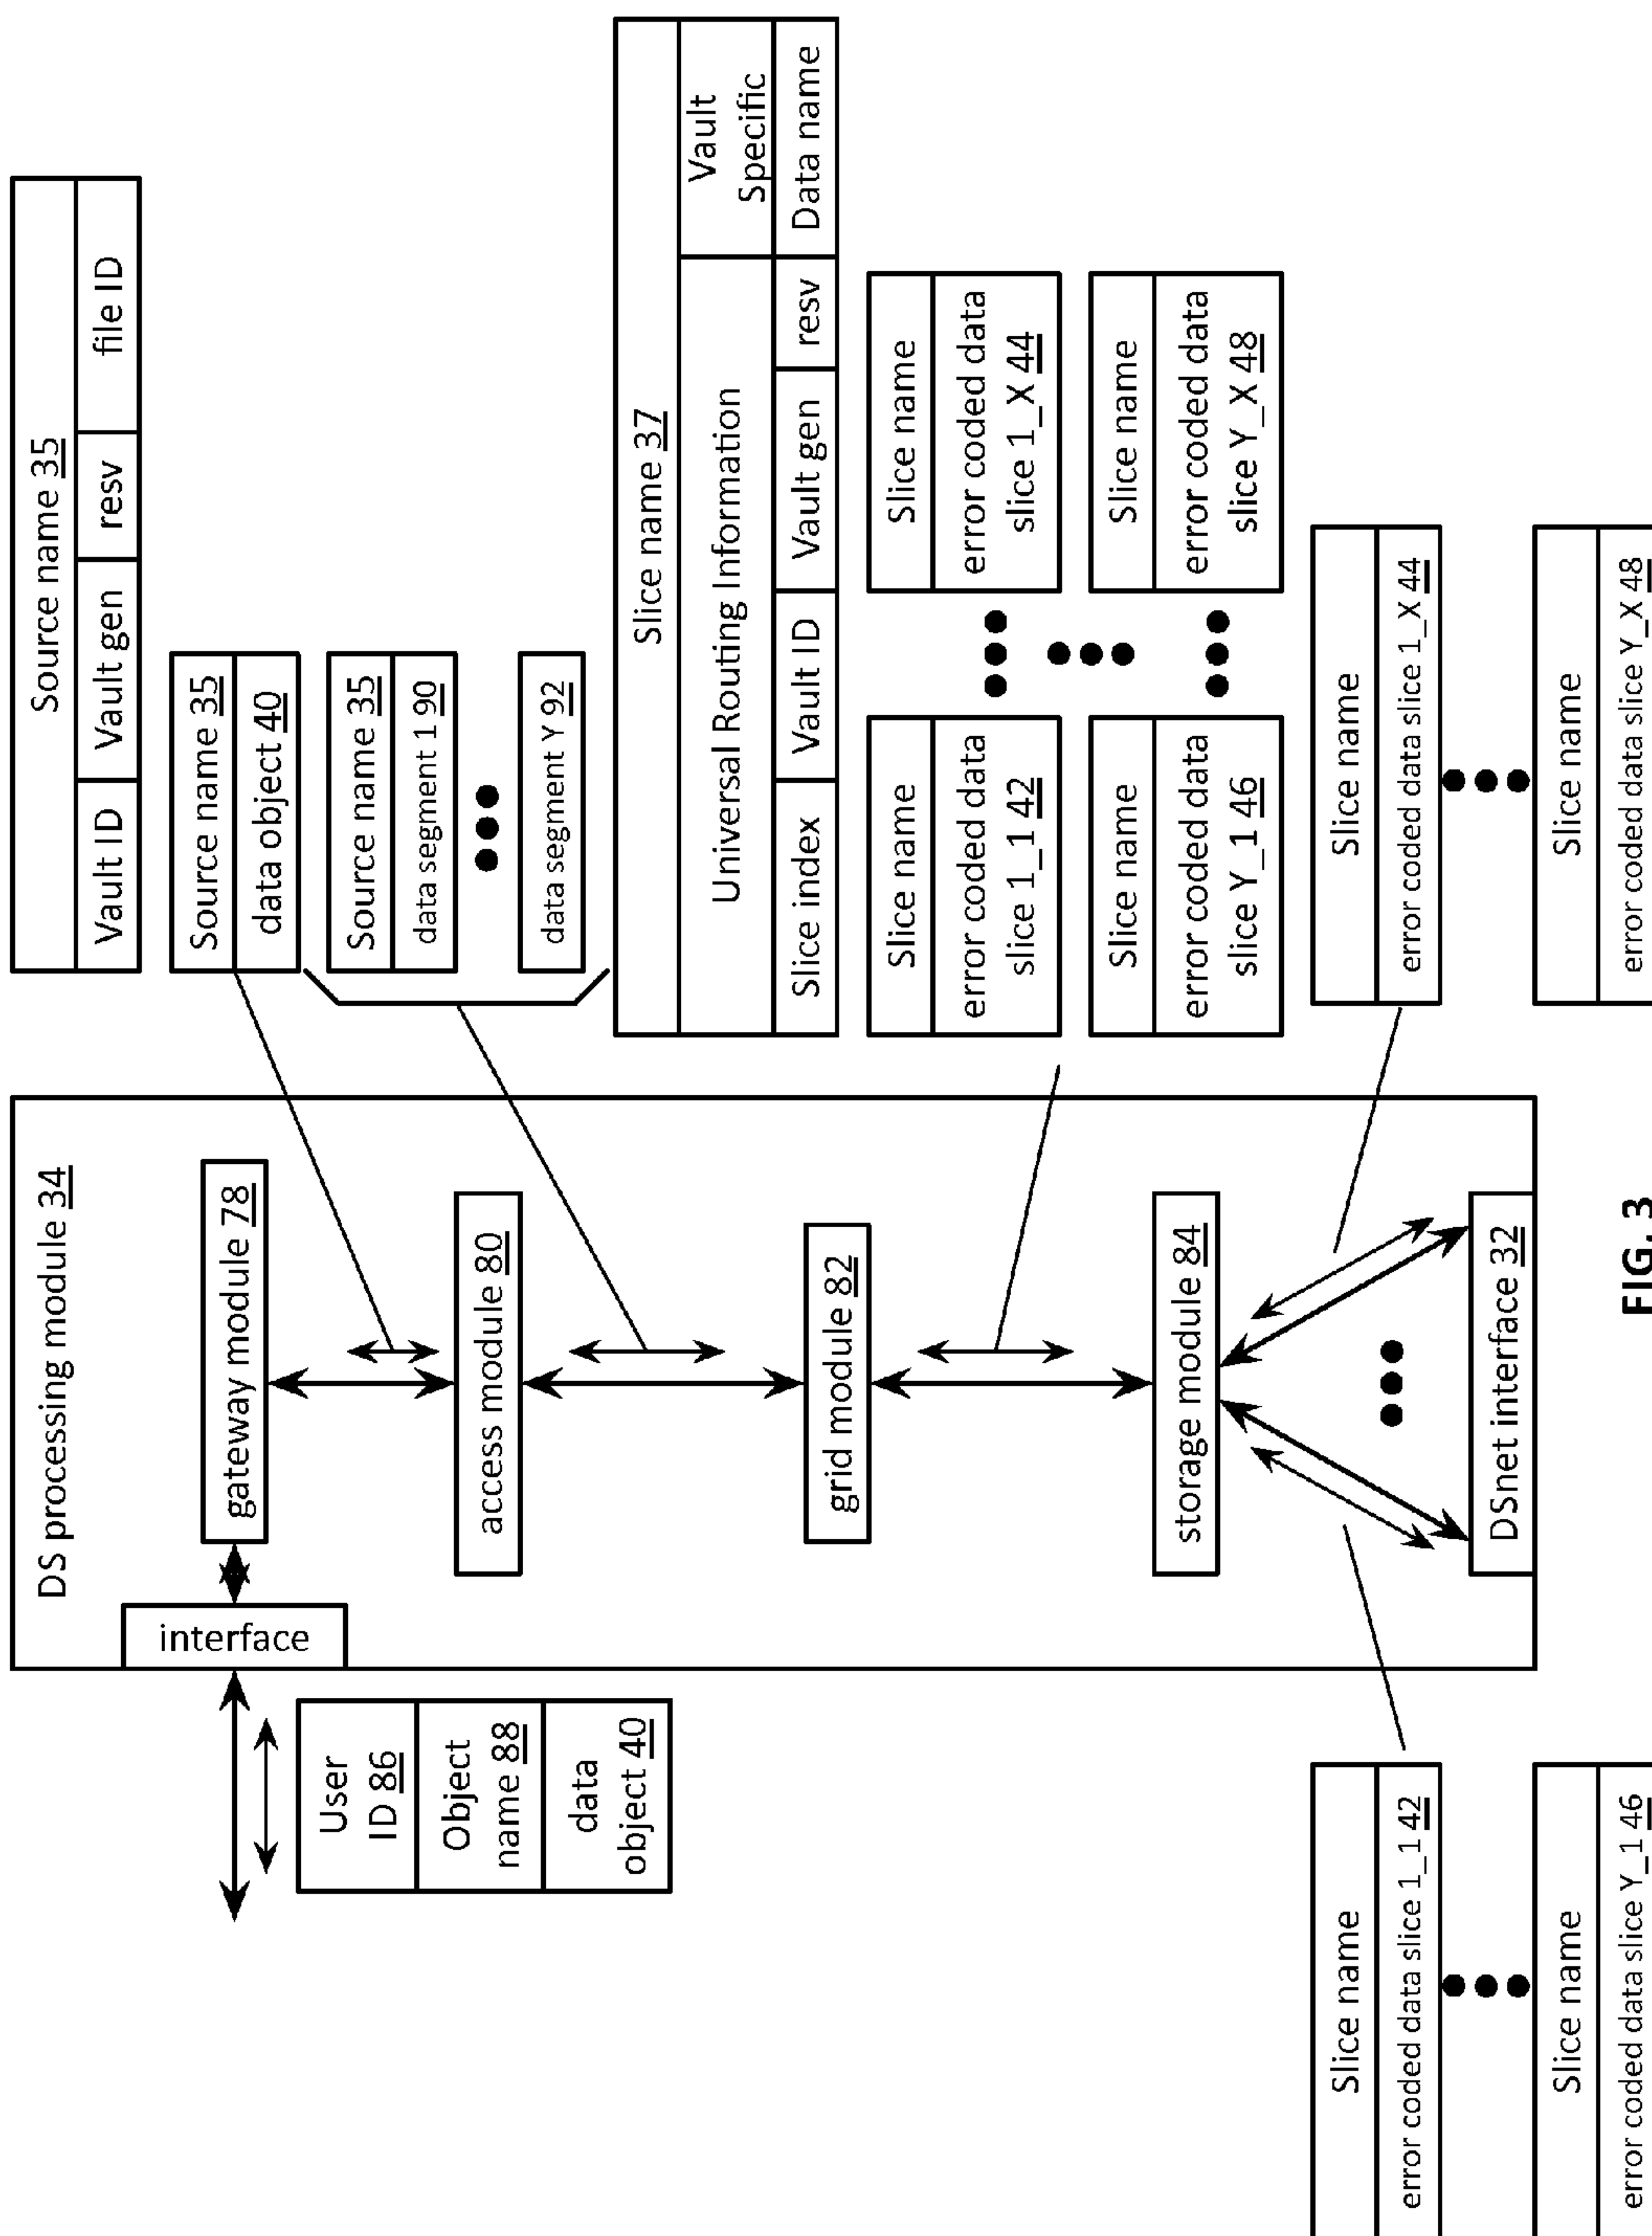 DS processing module 34
interface
gateway module 78
access module 80
grid module 82
storage module 84
DSnet interface 32
User
ID 86
Object
name 88
data
object 40
Source name 35
Vault ID
Vault gen
resv
file ID
Source name 35
data object 40
Source name 35
data segment 1 90
data segment Y 92
Slice name 37
Universal Routing Information
Vault
Specific
Slice index
Vault ID
Vault gen
resv
Data name
Slice name
error coded data
slice 1_1 42
Slice name
error coded data
slice 1_X 44
Slice name
error coded data
slice Y_1 46
Slice name
error coded data
slice Y_X 48
Slice name
error coded data slice 1_1 42
Slice name
error coded data slice Y_1 46
Slice name
error coded data slice 1_X 44
Slice name
error coded data slice Y_X 48
FIG. 3